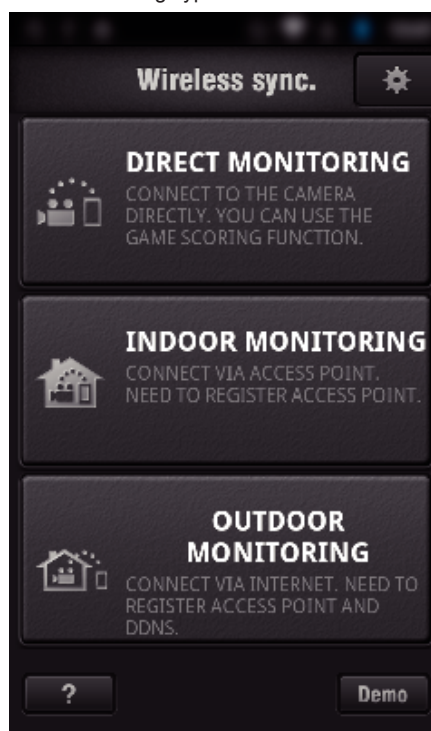 Wireless sync.
DIRECT MONITORING
CONNECT TO THE CAMERA
DIRECTLY. YOU CAN USE THE
GAME SCORING FUNCTION.
INDOOR MONITORING
CONNECT VIA ACCESS POINT.
NEED TO REGISTER ACCESS POINT.
OUTDOOR
MONITORING
CONNECT VIA INTERNET. NEED TO
REGISTER ACCESS POINT AND
DDNS.
?
Demo